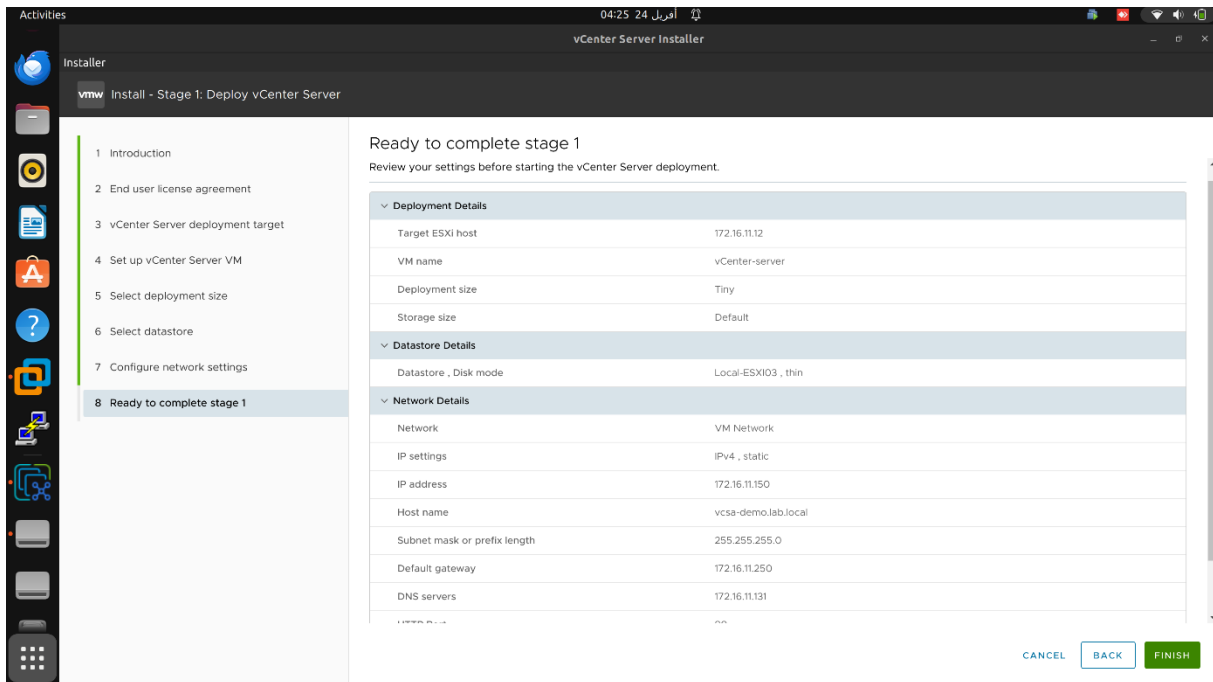 Activities
04:25 24 أفريل
vCenter Server Installer
Installer
vmw Install - Stage 1: Deploy vCenter Server
1 Introduction
2 End user license agreement
3 vCenter Server deployment target
4 Set up vCenter Server VM
5 Select deployment size
6 Select datastore
7 Configure network settings
8 Ready to complete stage 1
Ready to complete stage 1
Review your settings before starting the vCenter Server deployment.
Deployment Details
Target ESXi host 172.16.11.12
VM name vCenter-server
Deployment size Tiny
Storage size Default
Datastore Details
Datastore , Disk mode Local-ESXI03 , thin
Network Details
Network VM Network
IP settings IPv4 , static
IP address 172.16.11.150
Host name vcsa-demo.lab.local
Subnet mask or prefix length 255.255.255.0
Default gateway 172.16.11.250
DNS servers 172.16.11.131
CANCEL BACK FINISH